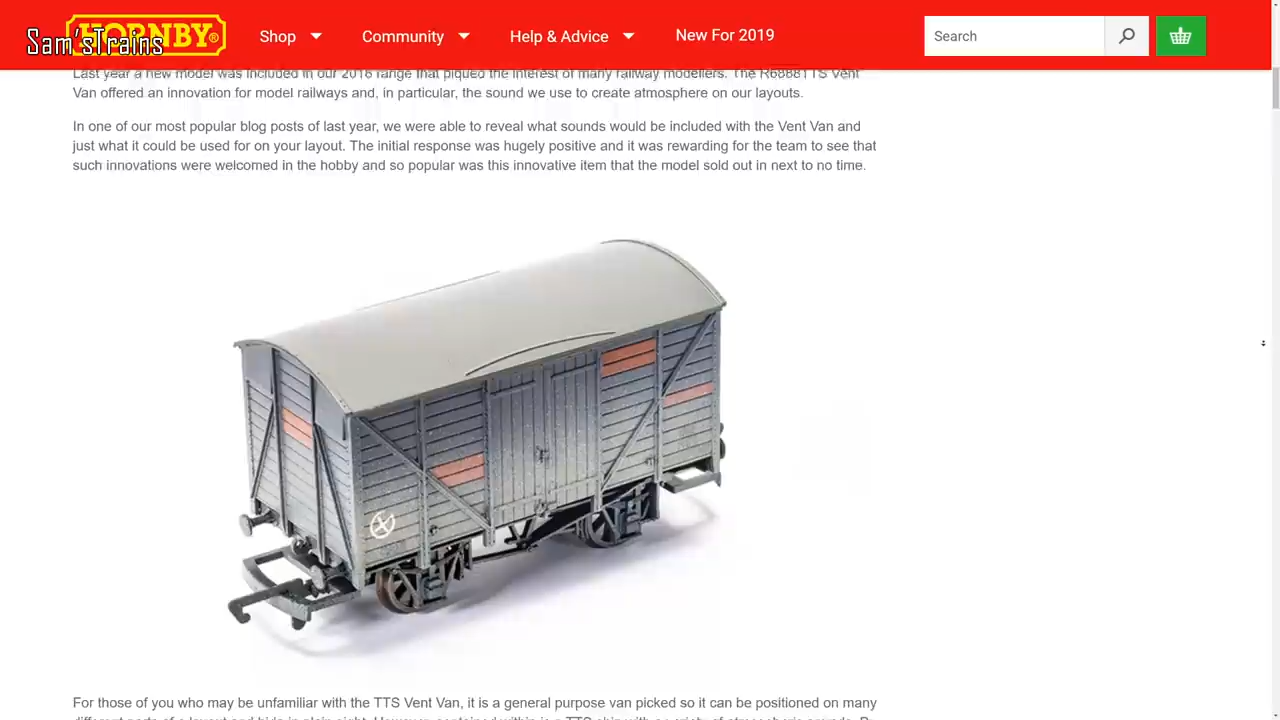 HORNBY®
Sam'sTrains
Shop
Community
Help & Advice
New For 2019
Search
Last year a new model was included in our 2018 range that piqued the interest of many railway modellers. The R6888TTS Vent
Van offered an innovation for model railways and, in particular, the sound we use to create atmosphere on our layouts.
In one of our most popular blog posts of last year, we were able to reveal what sounds would be included with the Vent Van and
just what it could be used for on your layout. The initial response was hugely positive and it was rewarding for the team to see that
such innovations were welcomed in the hobby and so popular was this innovative item that the model sold out in next to no time.
For those of you who may be unfamiliar with the TTS Vent Van, it is a general purpose van picked so it can be positioned on many